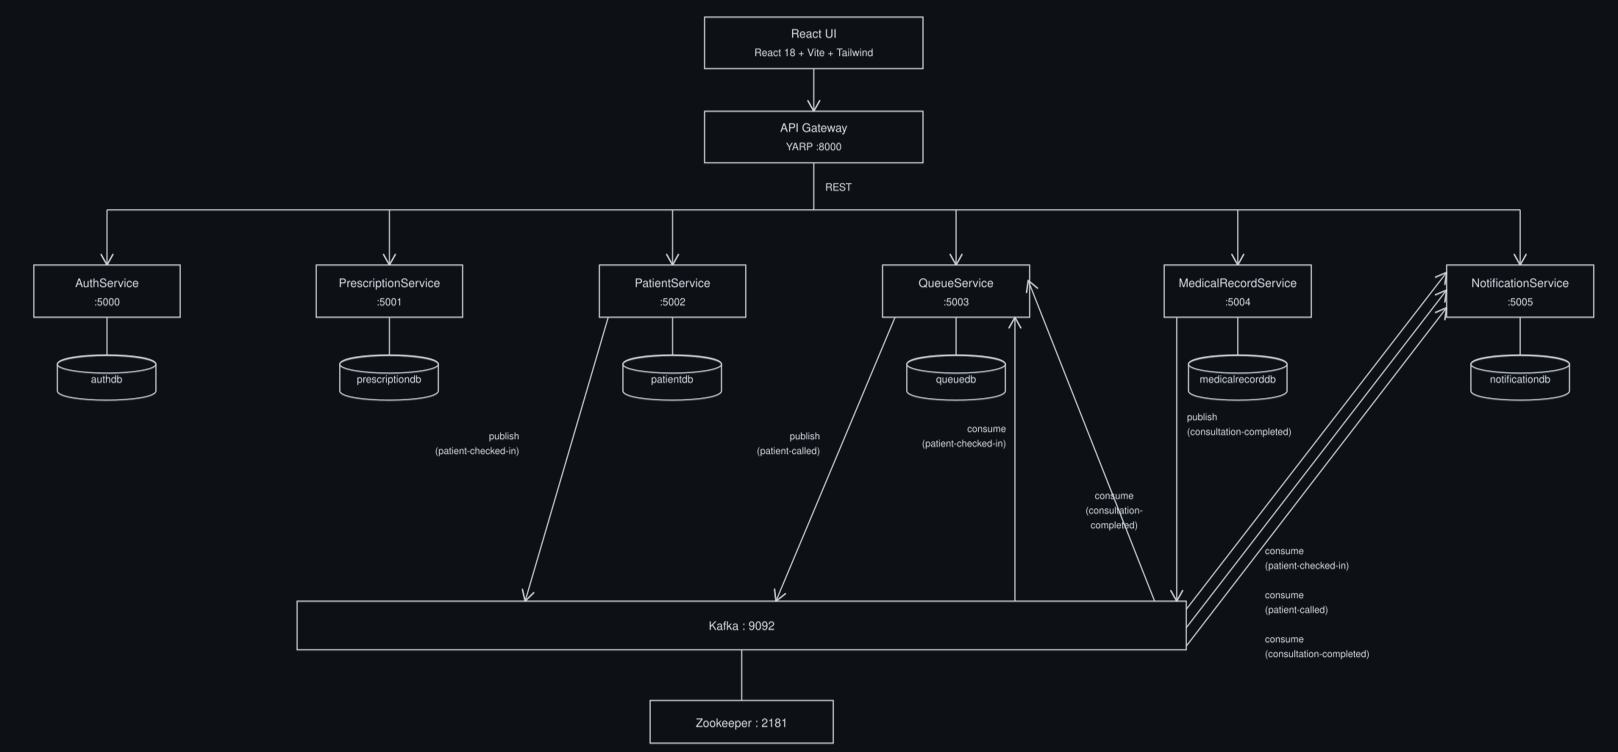 React UI
React 18 + Vite + Tailwind
API Gateway
YARP :8000
REST
AuthService
:5000
PrescriptionService
:5001
PatientService
:5002
QueueService
:5003
MedicalRecordService
:5004
NotificationService
:5005
authdb
prescriptiondb
patientdb
queuedb
medicalrecorddb
notificationdb
publish
(patient-checked-in)
publish
(patient-called)
consume
(patient-checked-in)
publish
(consultation-completed)
consume
(consultation-
completed)
consume
(patient-checked-in)
consume
(patient-called)
consume
(consultation-completed)
Kafka : 9092
Zookeeper : 2181